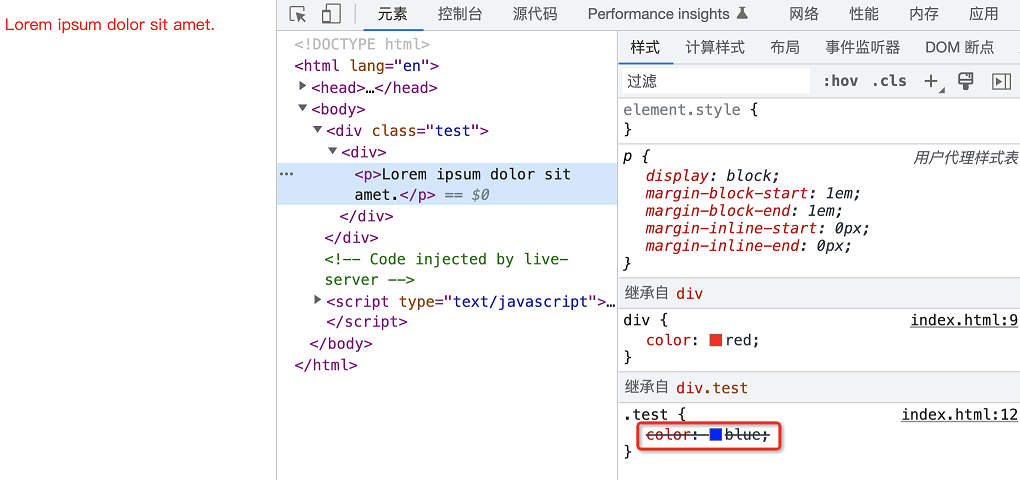 Lorem ipsum dolor sit amet.
元素 控制台 源代码 Performance insights 网络 性能 内存 应用
<!DOCTYPE html>
<html lang="en">
<head>…</head>
<body>
<div class="test">
<div>
<p>Lorem ipsum dolor sit
amet.</p> == $0
</div>
</div>
<!-- Code injected by live-
server -->
<script type="text/javascript">…
</script>
</body>
</html>
样式 计算样式 布局 事件监听器 DOM 断点
过滤 :hov .cls
element.style {
}
p { 用户代理样式表
display: block;
margin-block-start: 1em;
margin-block-end: 1em;
margin-inline-start: 0px;
margin-inline-end: 0px;
}
继承自 div
div { index.html:9
color: red;
}
继承自 div.test
.test { index.html:12
color: blue;
}